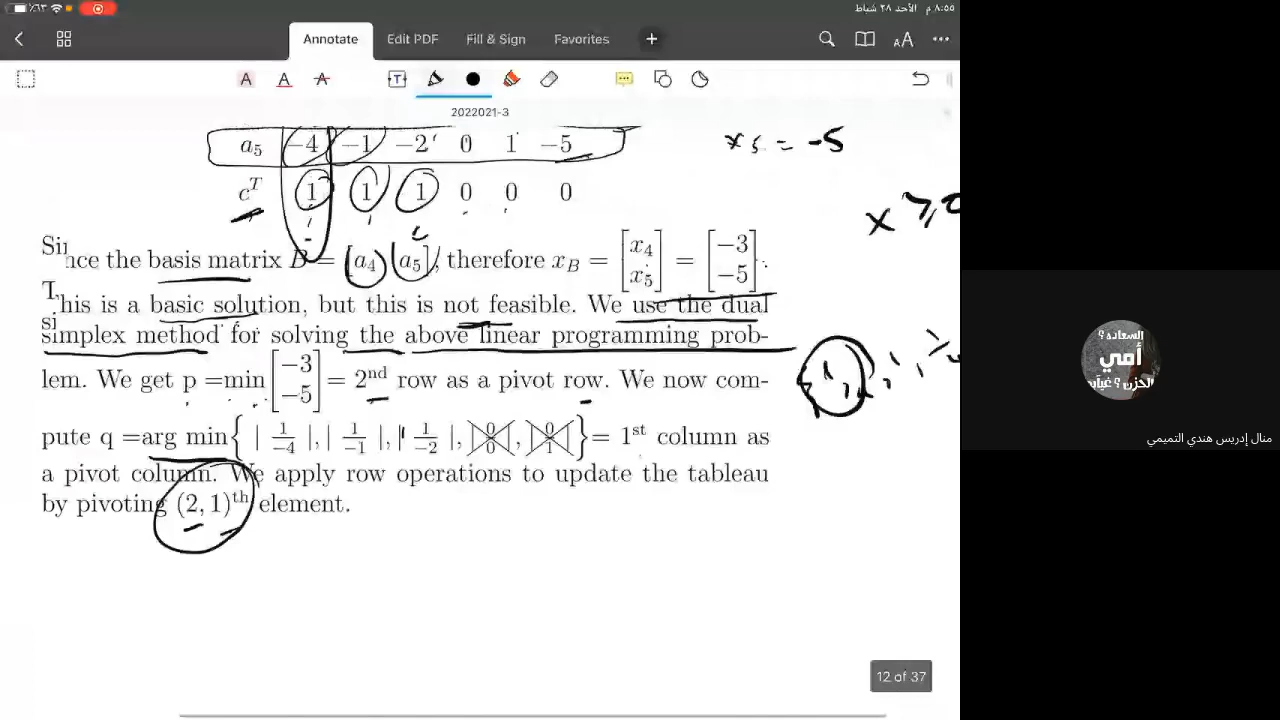 ٨:٥٥ م الأحد ٢٨ شباط
٪٦٣
Annotate Edit PDF Fill & Sign Favorites
2022021-3
a5 −4 −1 −2 0 1 −5
x5 = -5
c^T 1 1 1 0 0 0
x ≥ 0
Since the basis matrix B = [a4 a5], therefore xB = [x4 x5] = [−3 −5].
This is a basic solution, but this is not feasible. We use the dual
simplex method for solving the above linear programming prob-
lem. We get p =min [−3 −5] = 2nd row as a pivot row. We now com-
pute q =arg min{ | 1/−4 |, | 1/−1 |, | 1/−2 |, 0/0, 0/1 }= 1st column as
a pivot column. We apply row operations to update the tableau
by pivoting (2, 1)th element.
12 of 37
السعادة ؟
أمي
الحزن ؟ غيابه
منال إدريس هندي التميمي